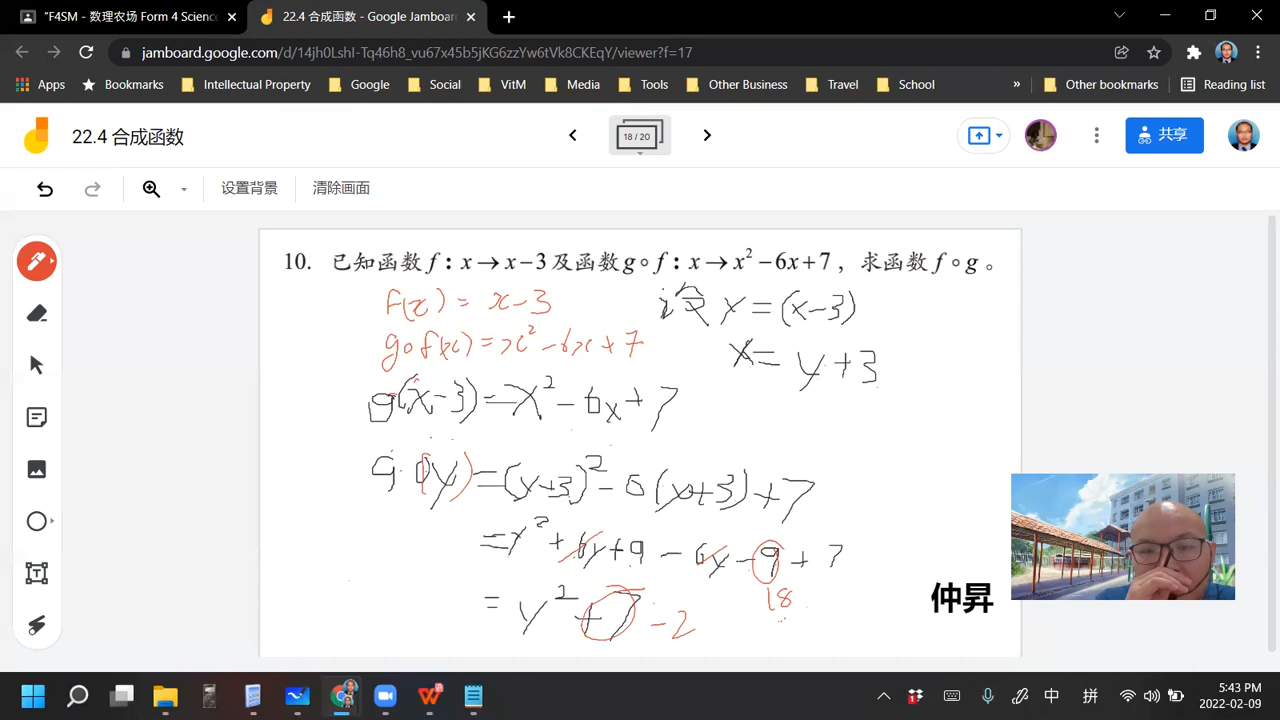 "F4SM - 数理农场 Form 4 Scienc
22.4 合成函数 - Google Jamboard
jamboard.google.com/d/14jh0LshI-Tq46h8_vu67x45b5jKG6zzYw6tVk8CKEqY/viewer?f=17
Apps Bookmarks Intellectual Property Google Social VitM Media Tools Other Business Travel School » Other bookmarks Reading list
22.4 合成函数
18 / 20
共享
设置背景 清除画面
10. 已知函数 f : x → x − 3 及函数 g ∘ f : x → x² − 6x + 7，求函数 f ∘ g 。
f(x) = x − 3
设 y = (x − 3)
g∘f(x) = x² − 6x + 7
x = y + 3
g(x − 3) = x² − 6x + 7
g(y) = (y+3)² − 6(y+3) + 7
= y² + 6y + 9 − 6y − 9 + 7
18
= y² + 7 − 2
仲昇
中 拼
5:43 PM
2022-02-09